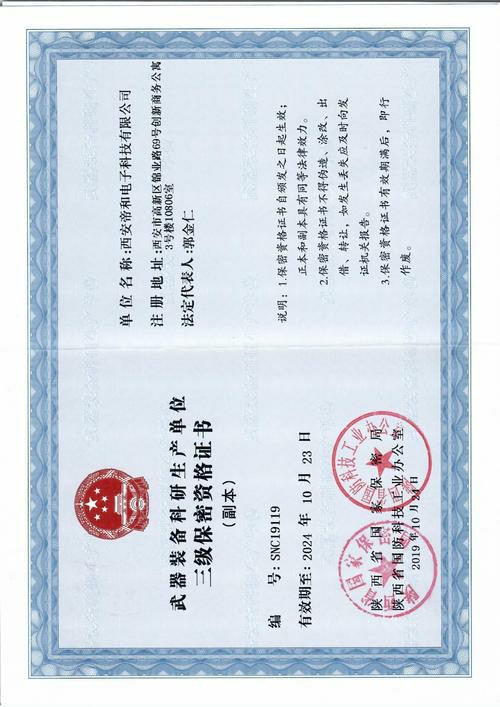 武器装备科研生产单位
三级保密资格证书
(副本)
编 号: SNC19119
有效期至: 2024 年 10 月 23 日
陕西省国家保密局
陕西省国防科技工业办公室
2019 年 10 月 24 日
陕西省国家保密局
陕西省国防科技工业办公室
单位名称: 西安帝和电子科技有限公司
注册地址: 西安市高新区锦业路69号创新商务公寓
3号楼10806室
法定代表人: 郭金仁
说明: 1.保密资格证书自颁发之日起生效;
正本和副本具有同等法律效力。
2.保密资格证书不得伪造、涂改、出
借、转让,如发生丢失应及时向发
证机关报告。
3.保密资格证书有效期满后,即行
作废。